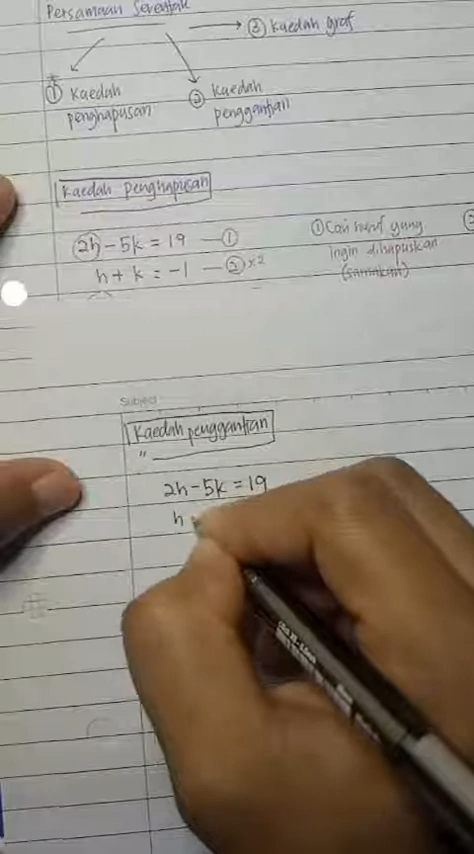 Persamaan Serentak
③ Kaedah graf
① Kaedah penghapusan
② Kaedah penggantian
Kaedah penghapusan
2h - 5k = 19 — ①
h + k = -1 — ② ×2
① Cari huruf yang
ingin dihapuskan
(samakan)
Subject
Kaedah penggantian
2h - 5k = 19
h